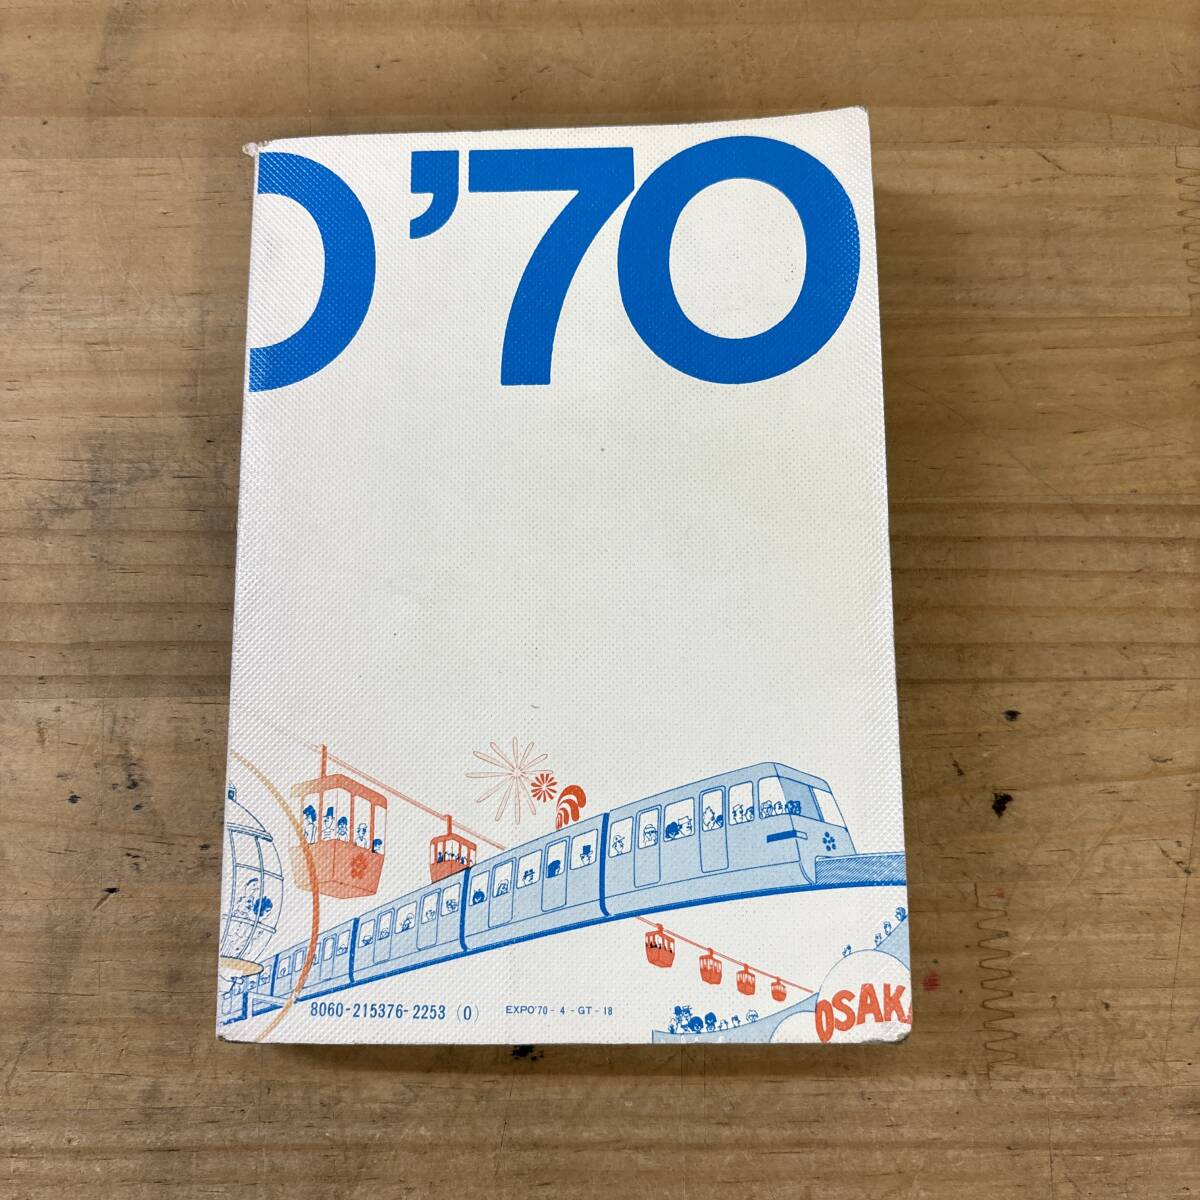 O '70
OSAKA
8060-215376-2253 (0) EXPO'70 - 4 - GT - 18